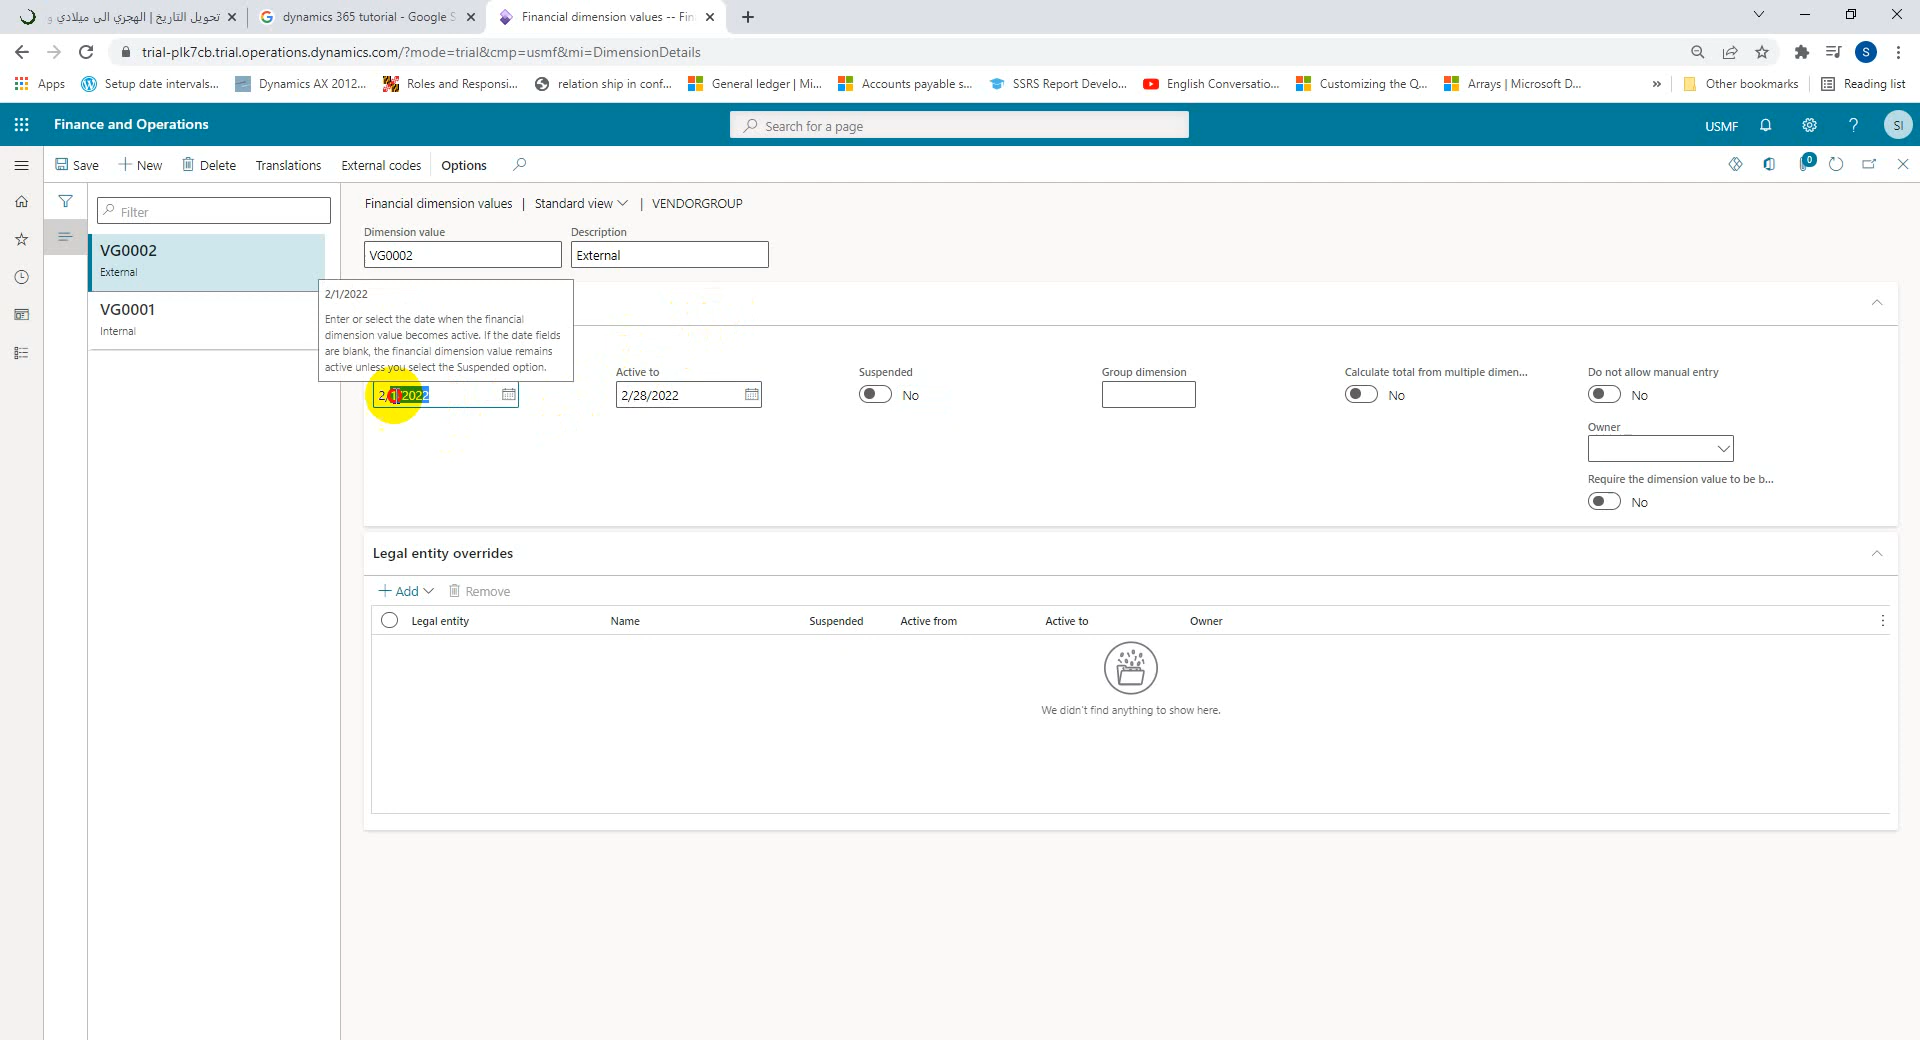 تحويل التاريخ | الهجري الى ميلادي و
dynamics 365 tutorial - Google S
Financial dimension values -- Fin
trial-plk7cb.trial.operations.dynamics.com/?mode=trial&cmp=usmf&mi=DimensionDetails
S
Apps
Setup date intervals...
Dynamics AX 2012...
Roles and Responsi...
relation ship in conf...
General ledger | Mi...
Accounts payable s...
SSRS Report Develo...
English Conversatio...
Customizing the Q...
Arrays | Microsoft D...
»
Other bookmarks
Reading list
Finance and Operations
Search for a page
USMF
?
SI
Save
New
Delete
Translations
External codes
Options
0
Filter
VG0002
External
VG0001
Internal
Financial dimension values | Standard view | VENDORGROUP
Dimension value
Description
VG0002
External
2/1/2022
Enter or select the date when the financial
dimension value becomes active. If the date fields
are blank, the financial dimension value remains
active unless you select the Suspended option.
2/1/2022
Active to
2/28/2022
Suspended
No
Group dimension
Calculate total from multiple dimen...
No
Do not allow manual entry
No
Owner
Require the dimension value to be b...
No
Legal entity overrides
Add
Remove
Legal entity
Name
Suspended
Active from
Active to
Owner
We didn't find anything to show here.